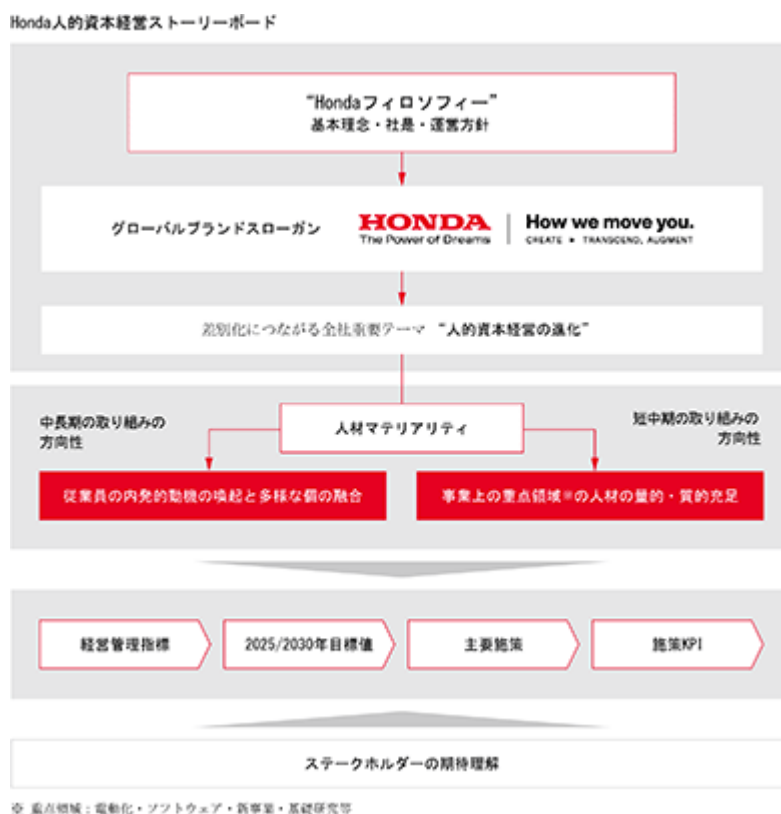 Honda人的資本経営ストーリーボード
“Hondaフィロソフィー”
基本理念・社是・運営方針
グローバルブランドスローガン
HONDA
The Power of Dreams
How we move you.
CREATE ▸ TRANSCEND, AUGMENT
差別化につながる全社重要テーマ “人的資本経営の進化”
中長期の取り組みの
方向性
人材マテリアリティ
短中期の取り組みの
方向性
従業員の内発的動機の喚起と多様な個の融合
事業上の重点領域※の人材の量的・質的充足
経営管理指標
2025/2030年目標値
主要施策
施策KPI
ステークホルダーの期待理解
※ 重点領域：電動化・ソフトウェア・新事業・基礎研究等